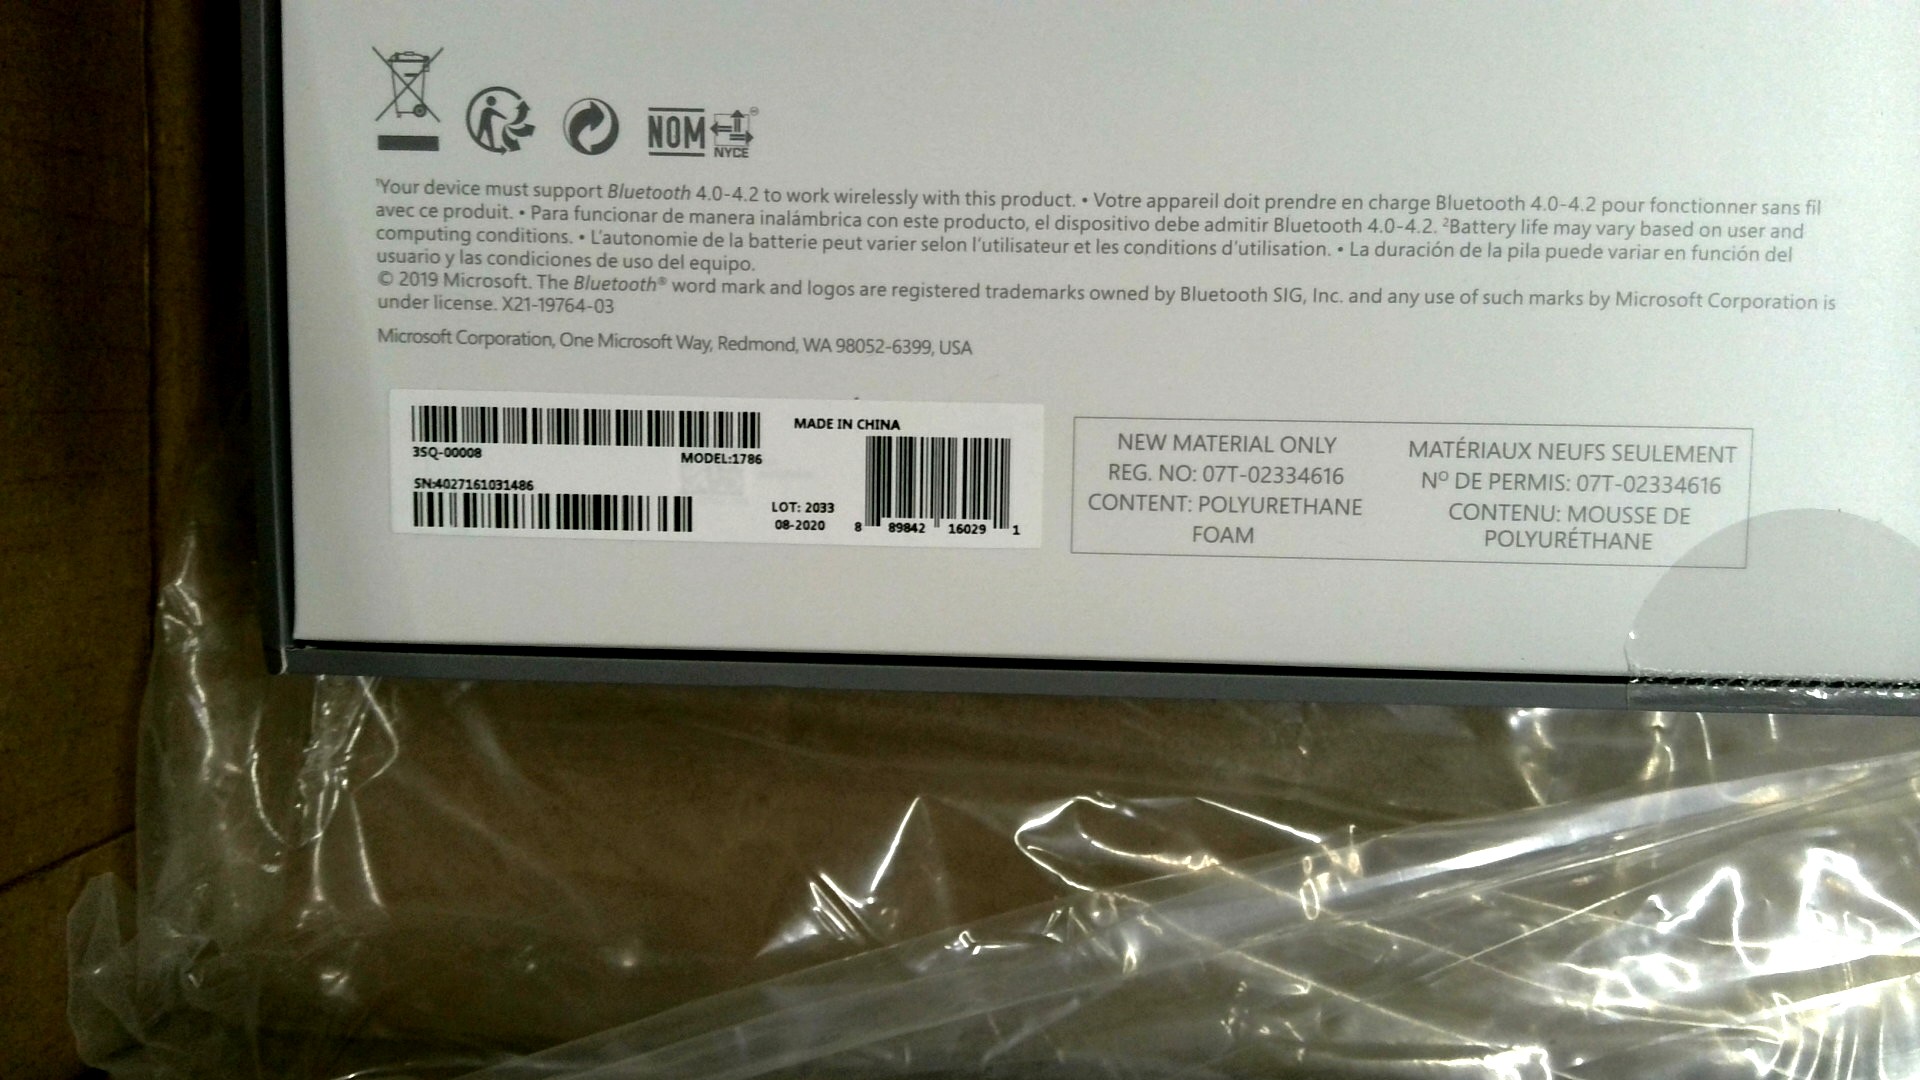 NOM NYCE
¹Your device must support Bluetooth 4.0-4.2 to work wirelessly with this product. • Votre appareil doit prendre en charge Bluetooth 4.0-4.2 pour fonctionner sans fil
avec ce produit. • Para funcionar de manera inalámbrica con este producto, el dispositivo debe admitir Bluetooth 4.0-4.2. ²Battery life may vary based on user and
computing conditions. • L'autonomie de la batterie peut varier selon l'utilisateur et les conditions d'utilisation. • La duración de la pila puede variar en función del
usuario y las condiciones de uso del equipo.
© 2019 Microsoft. The Bluetooth® word mark and logos are registered trademarks owned by Bluetooth SIG, Inc. and any use of such marks by Microsoft Corporation is
under license. X21-19764-03
Microsoft Corporation, One Microsoft Way, Redmond, WA 98052-6399, USA
3SQ-00008
MODEL:1786
SN:4027161031486
MADE IN CHINA
LOT: 2033
08-2020
8 89842 16029 1
NEW MATERIAL ONLY
REG. NO: 07T-02334616
CONTENT: POLYURETHANE
FOAM
MATÉRIAUX NEUFS SEULEMENT
Nº DE PERMIS: 07T-02334616
CONTENU: MOUSSE DE
POLYURÉTHANE